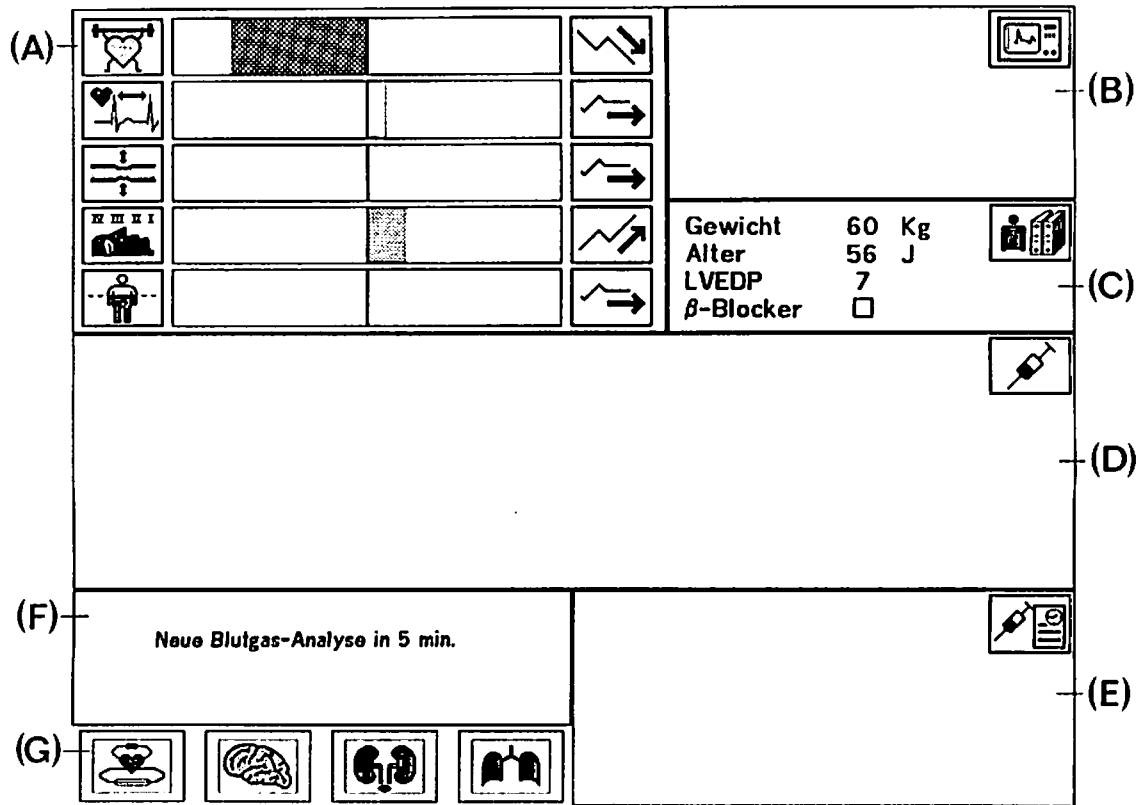 (A)
(B)
IV III II I
Gewicht 60 Kg
Alter 56 J
LVEDP 7
β-Blocker
(C)
(D)
(F)
Neue Blutgas-Analyse in 5 min.
(E)
(G)